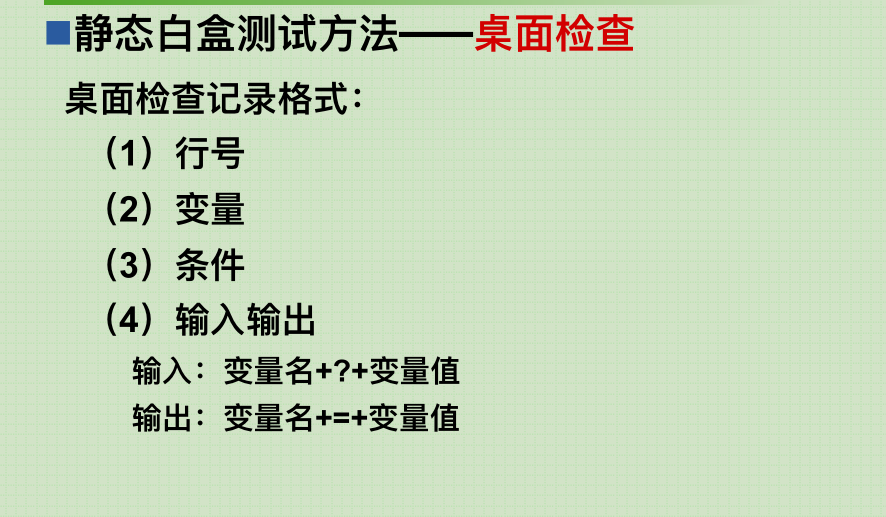 静态白盒测试方法——桌面检查
桌面检查记录格式：
（1）行号
（2）变量
（3）条件
（4）输入输出
输入：变量名+?+变量值
输出：变量名+=+变量值